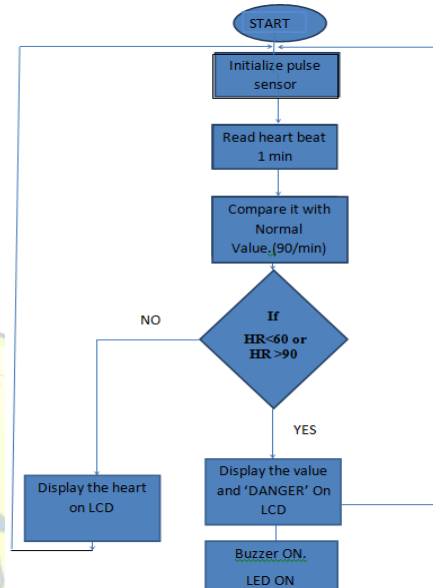 START
Initialize pulse
sensor
Read heart beat
1 min
Compare it with
Normal
Value.(90/min)
If
HR<60 or
HR >90
NO
YES
Display the heart
on LCD
Display the value
and ‘DANGER’ On
LCD
Buzzer ON.
LED ON